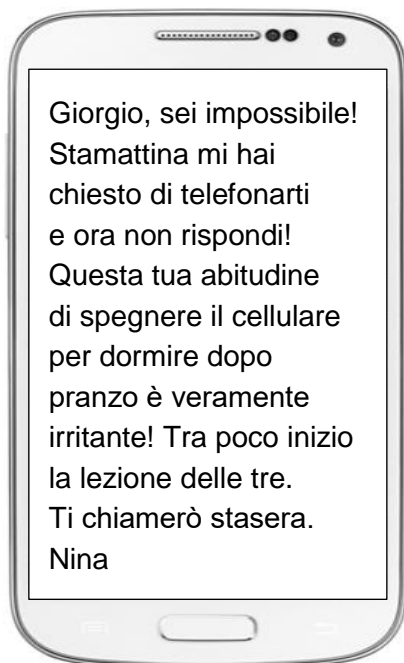 Giorgio, sei impossibile!
Stamattina mi hai
chiesto di telefonarti
e ora non rispondi!
Questa tua abitudine
di spegnere il cellulare
per dormire dopo
pranzo è veramente
irritante! Tra poco inizio
la lezione delle tre.
Ti chiamerò stasera.
Nina